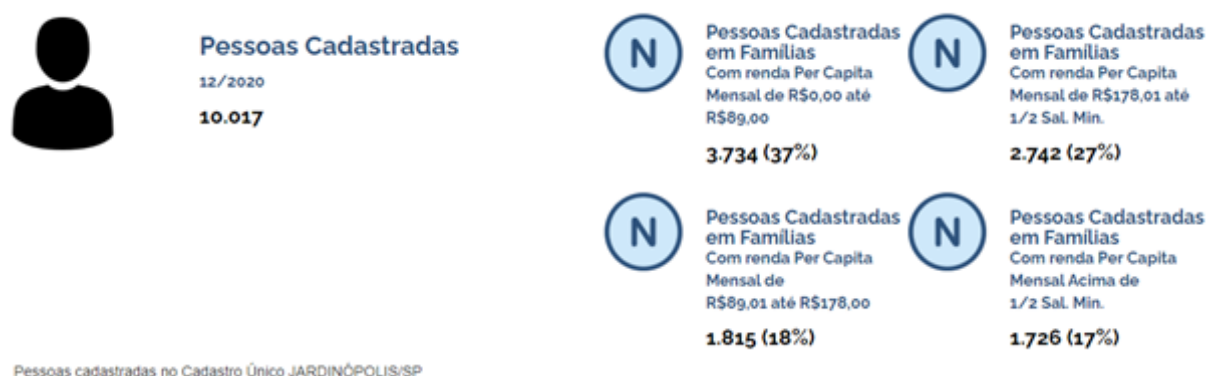 Pessoas Cadastradas
12/2020
10.017
N
Pessoas Cadastradas
em Famílias
Com renda Per Capita
Mensal de R$0,00 até
R$89,00
3.734 (37%)
N
Pessoas Cadastradas
em Famílias
Com renda Per Capita
Mensal de R$178,01 até
1/2 Sal. Min.
2.742 (27%)
N
Pessoas Cadastradas
em Famílias
Com renda Per Capita
Mensal de
R$89,01 até R$178,00
1.815 (18%)
N
Pessoas Cadastradas
em Famílias
Com renda Per Capita
Mensal Acima de
1/2 Sal. Min.
1.726 (17%)
Pessoas cadastradas no Cadastro Único JARDINÓPOLIS/SP